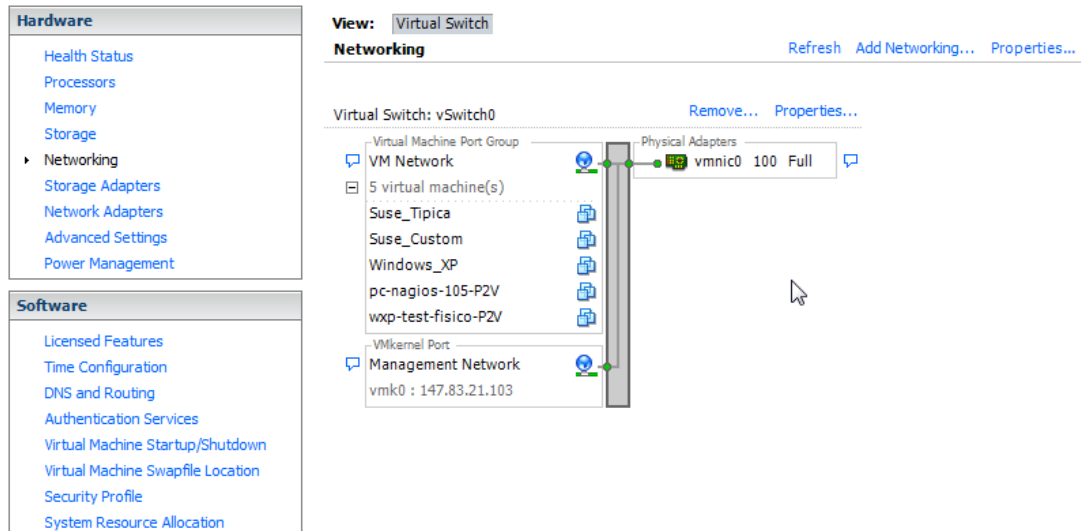 Hardware
Health Status
Processors
Memory
Storage
Networking
Storage Adapters
Network Adapters
Advanced Settings
Power Management
Software
Licensed Features
Time Configuration
DNS and Routing
Authentication Services
Virtual Machine Startup/Shutdown
Virtual Machine Swapfile Location
Security Profile
System Resource Allocation
View: Virtual Switch
Networking Refresh Add Networking... Properties...
Virtual Switch: vSwitch0 Remove... Properties...
Virtual Machine Port Group
VM Network
5 virtual machine(s)
Suse_Tipica
Suse_Custom
Windows_XP
pc-nagios-105-P2V
wxp-test-fisico-P2V
VMkernel Port
Management Network
vmk0 : 147.83.21.103
Physical Adapters
vmnic0 100 Full